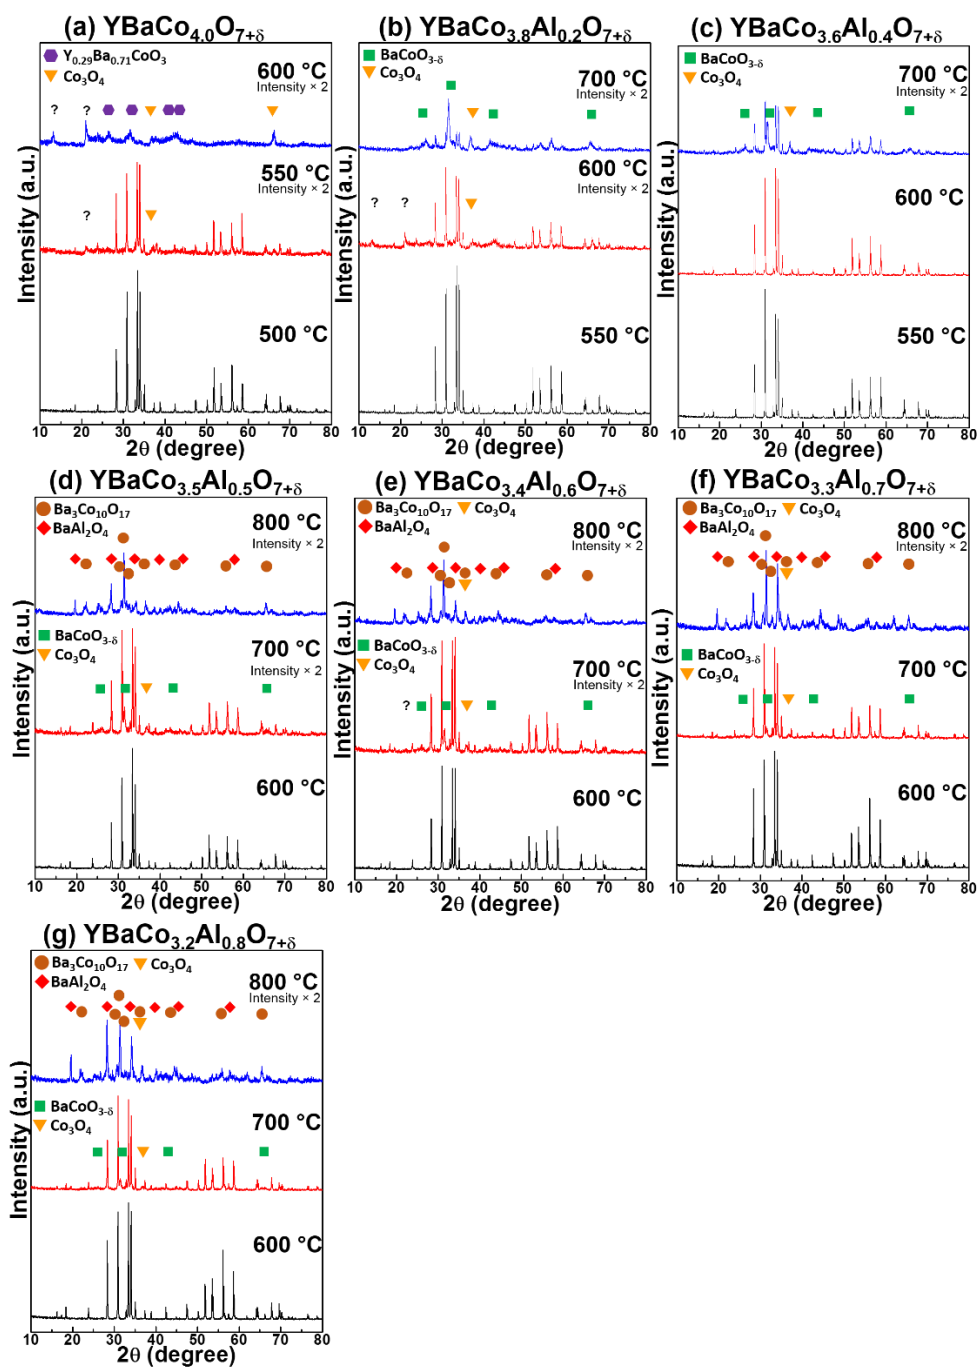 (a) YBaCo₄.₀O₇₊δ
Y₀.₂₉Ba₀.₇₁CoO₃
Co₃O₄
600 °C
Intensity × 2
? ?
550 °C
Intensity × 2
?
500 °C
Intensity (a.u.)
10 20 30 40 50 60 70 80
2θ (degree)
(b) YBaCo₃.₈Al₀.₂O₇₊δ
BaCoO₃₋δ
Co₃O₄
700 °C
Intensity × 2
600 °C
Intensity × 2
? ?
550 °C
Intensity (a.u.)
10 20 30 40 50 60 70 80
2θ (degree)
(c) YBaCo₃.₆Al₀.₄O₇₊δ
BaCoO₃₋δ
Co₃O₄
700 °C
Intensity × 2
600 °C
550 °C
Intensity (a.u.)
10 20 30 40 50 60 70 80
2θ (degree)
(d) YBaCo₃.₅Al₀.₅O₇₊δ
Ba₃Co₁₀O₁₇
BaAl₂O₄
800 °C
Intensity × 2
BaCoO₃₋δ
Co₃O₄
700 °C
Intensity × 2
600 °C
Intensity (a.u.)
10 20 30 40 50 60 70 80
2θ (degree)
(e) YBaCo₃.₄Al₀.₆O₇₊δ
Ba₃Co₁₀O₁₇ Co₃O₄
BaAl₂O₄
800 °C
Intensity × 2
BaCoO₃₋δ
Co₃O₄
700 °C
Intensity × 2
?
600 °C
Intensity (a.u.)
10 20 30 40 50 60 70 80
2θ (degree)
(f) YBaCo₃.₃Al₀.₇O₇₊δ
Ba₃Co₁₀O₁₇ Co₃O₄
BaAl₂O₄
800 °C
Intensity × 2
BaCoO₃₋δ
Co₃O₄
700 °C
600 °C
Intensity (a.u.)
10 20 30 40 50 60 70 80
2θ (degree)
(g) YBaCo₃.₂Al₀.₈O₇₊δ
Ba₃Co₁₀O₁₇ Co₃O₄
BaAl₂O₄
800 °C
Intensity × 2
BaCoO₃₋δ
Co₃O₄
700 °C
600 °C
Intensity (a.u.)
10 20 30 40 50 60 70 80
2θ (degree)